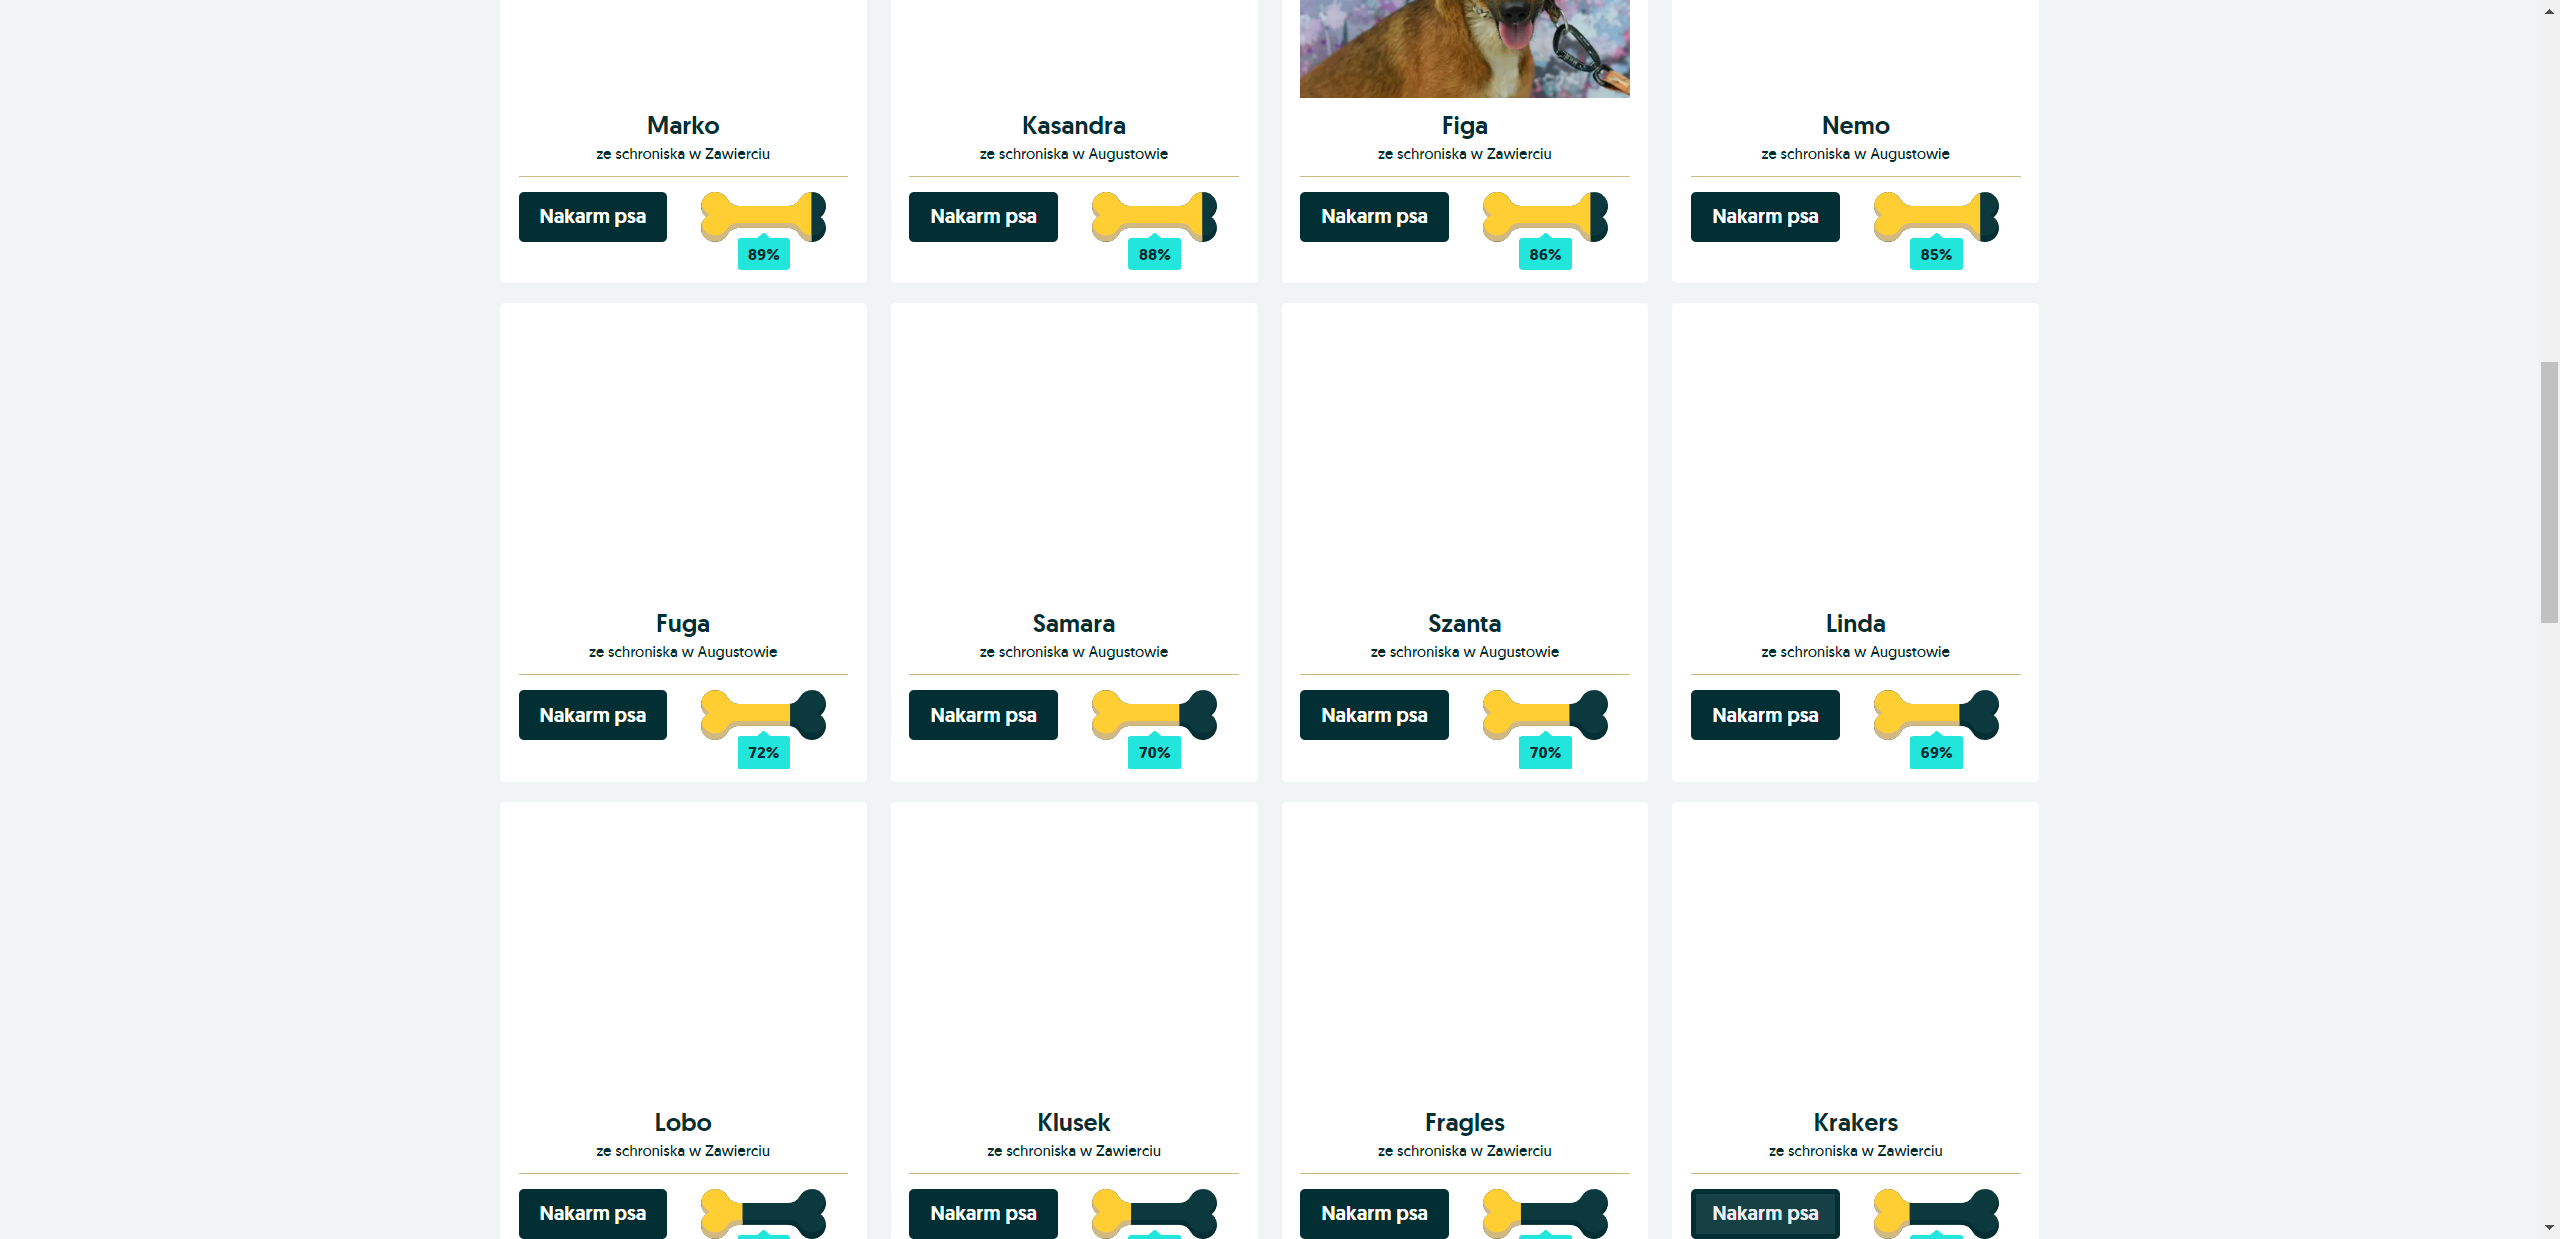 Marko
ze schroniska w Zawierciu
Nakarm psa
89%
Kasandra
ze schroniska w Augustowie
Nakarm psa
88%
Figa
ze schroniska w Zawierciu
Nakarm psa
86%
Nemo
ze schroniska w Augustowie
Nakarm psa
85%
Fuga
ze schroniska w Augustowie
Nakarm psa
72%
Samara
ze schroniska w Augustowie
Nakarm psa
70%
Szanta
ze schroniska w Augustowie
Nakarm psa
70%
Linda
ze schroniska w Augustowie
Nakarm psa
69%
Lobo
ze schroniska w Zawierciu
Nakarm psa
Klusek
ze schroniska w Zawierciu
Nakarm psa
Fragles
ze schroniska w Zawierciu
Nakarm psa
Krakers
ze schroniska w Zawierciu
Nakarm psa